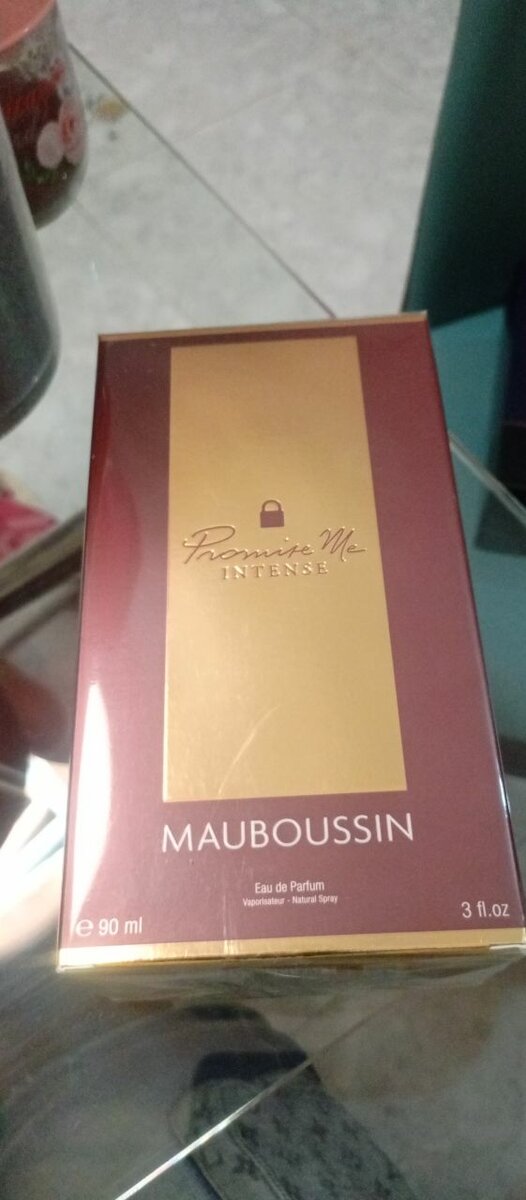 Promise Me
INTENSE
MAUBOUSSIN
Eau de Parfum
Vaporisateur - Natural Spray
℮ 90 ml
3 fl.oz